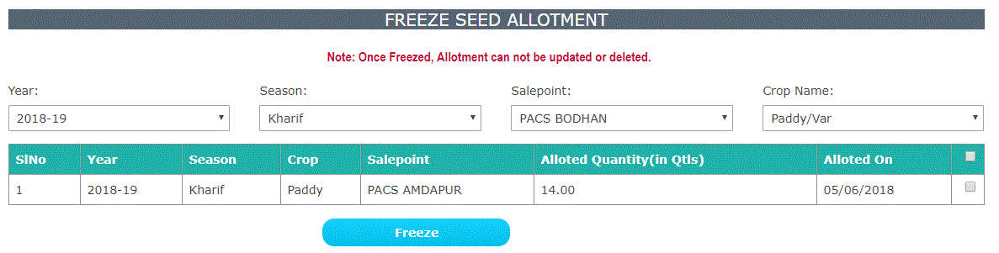 FREEZE SEED ALLOTMENT
Note: Once Freezed, Allotment can not be updated or deleted.
Year: Season: Salepoint: Crop Name:
2018-19 Kharif PACS BODHAN Paddy/Var
SlNo Year Season Crop Salepoint Alloted Quantity(in Qtls) Alloted On
1 2018-19 Kharif Paddy PACS AMDAPUR 14.00 05/06/2018
Freeze